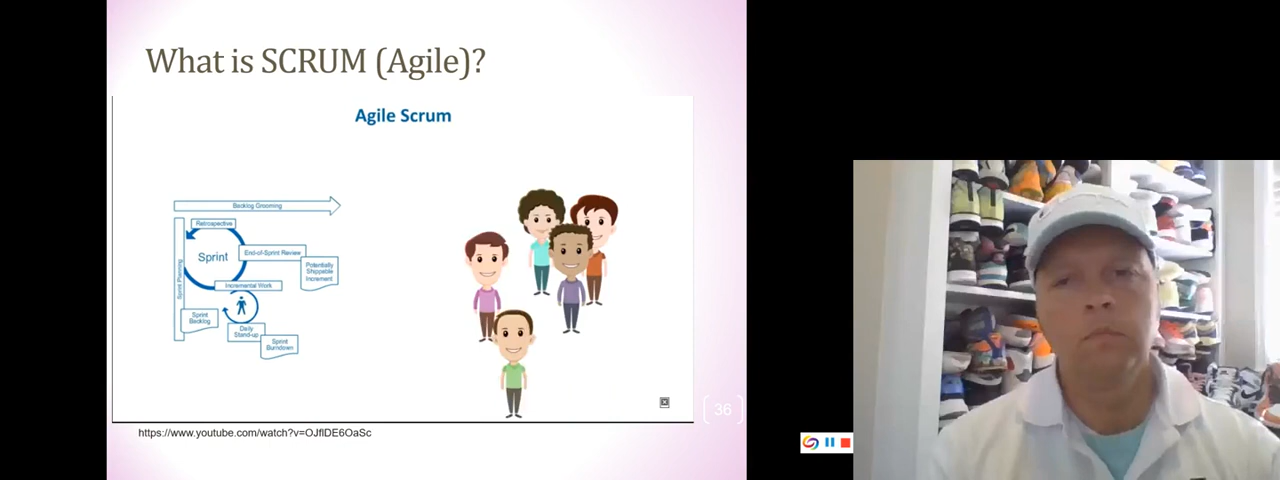 What is SCRUM (Agile)?
Agile Scrum
Backlog Grooming
Retrospective
Sprint
End-of-Sprint Review
Potentially
Shippable
Increment
Sprint Planning
Incremental Work
Sprint
Backlog
Daily
Stand-up
Sprint
Burndown
36
https://www.youtube.com/watch?v=OJflDE6OaSc